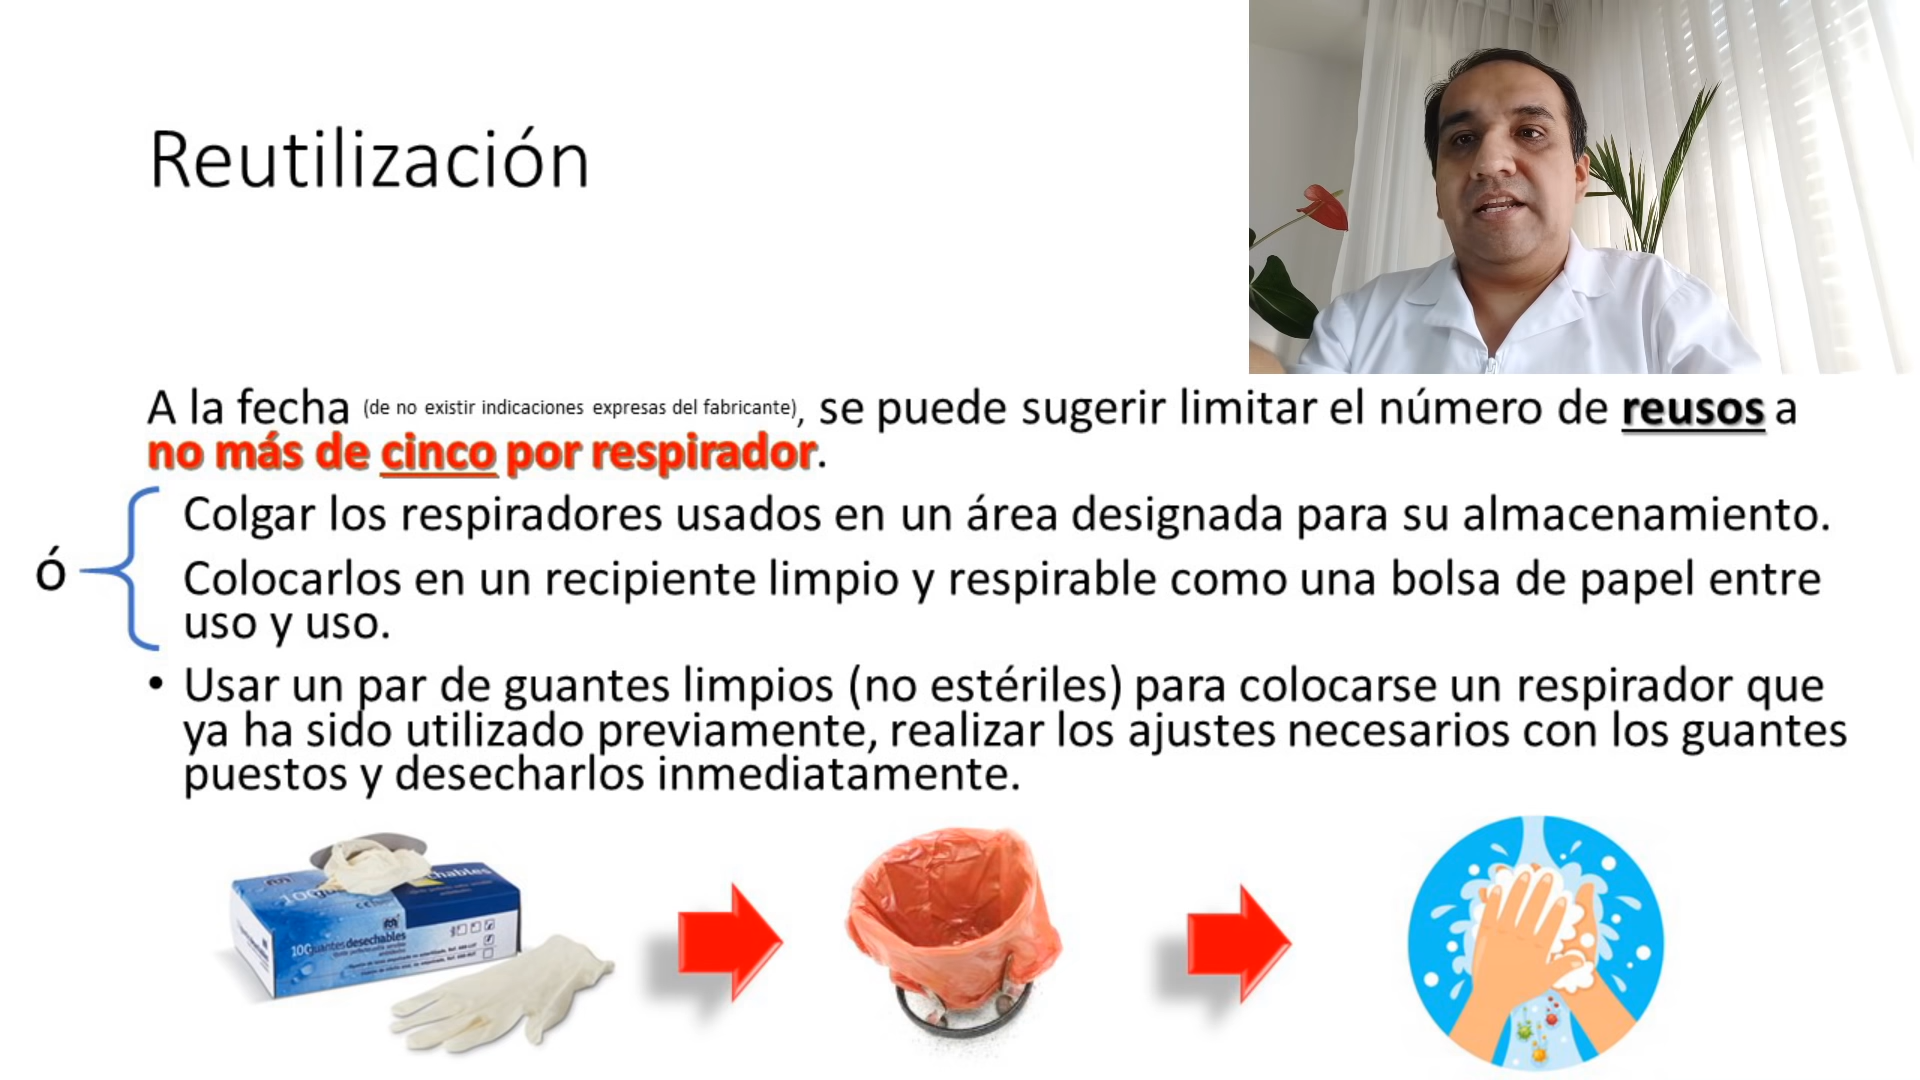 Reutilización
A la fecha (de no existir indicaciones expresas del fabricante), se puede sugerir limitar el número de reusos a
no más de cinco por respirador.
ó
Colgar los respiradores usados en un área designada para su almacenamiento.
Colocarlos en un recipiente limpio y respirable como una bolsa de papel entre
uso y uso.
• Usar un par de guantes limpios (no estériles) para colocarse un respirador que
ya ha sido utilizado previamente, realizar los ajustes necesarios con los guantes
puestos y desecharlos inmediatamente.
100
chables
100 guantes desechables